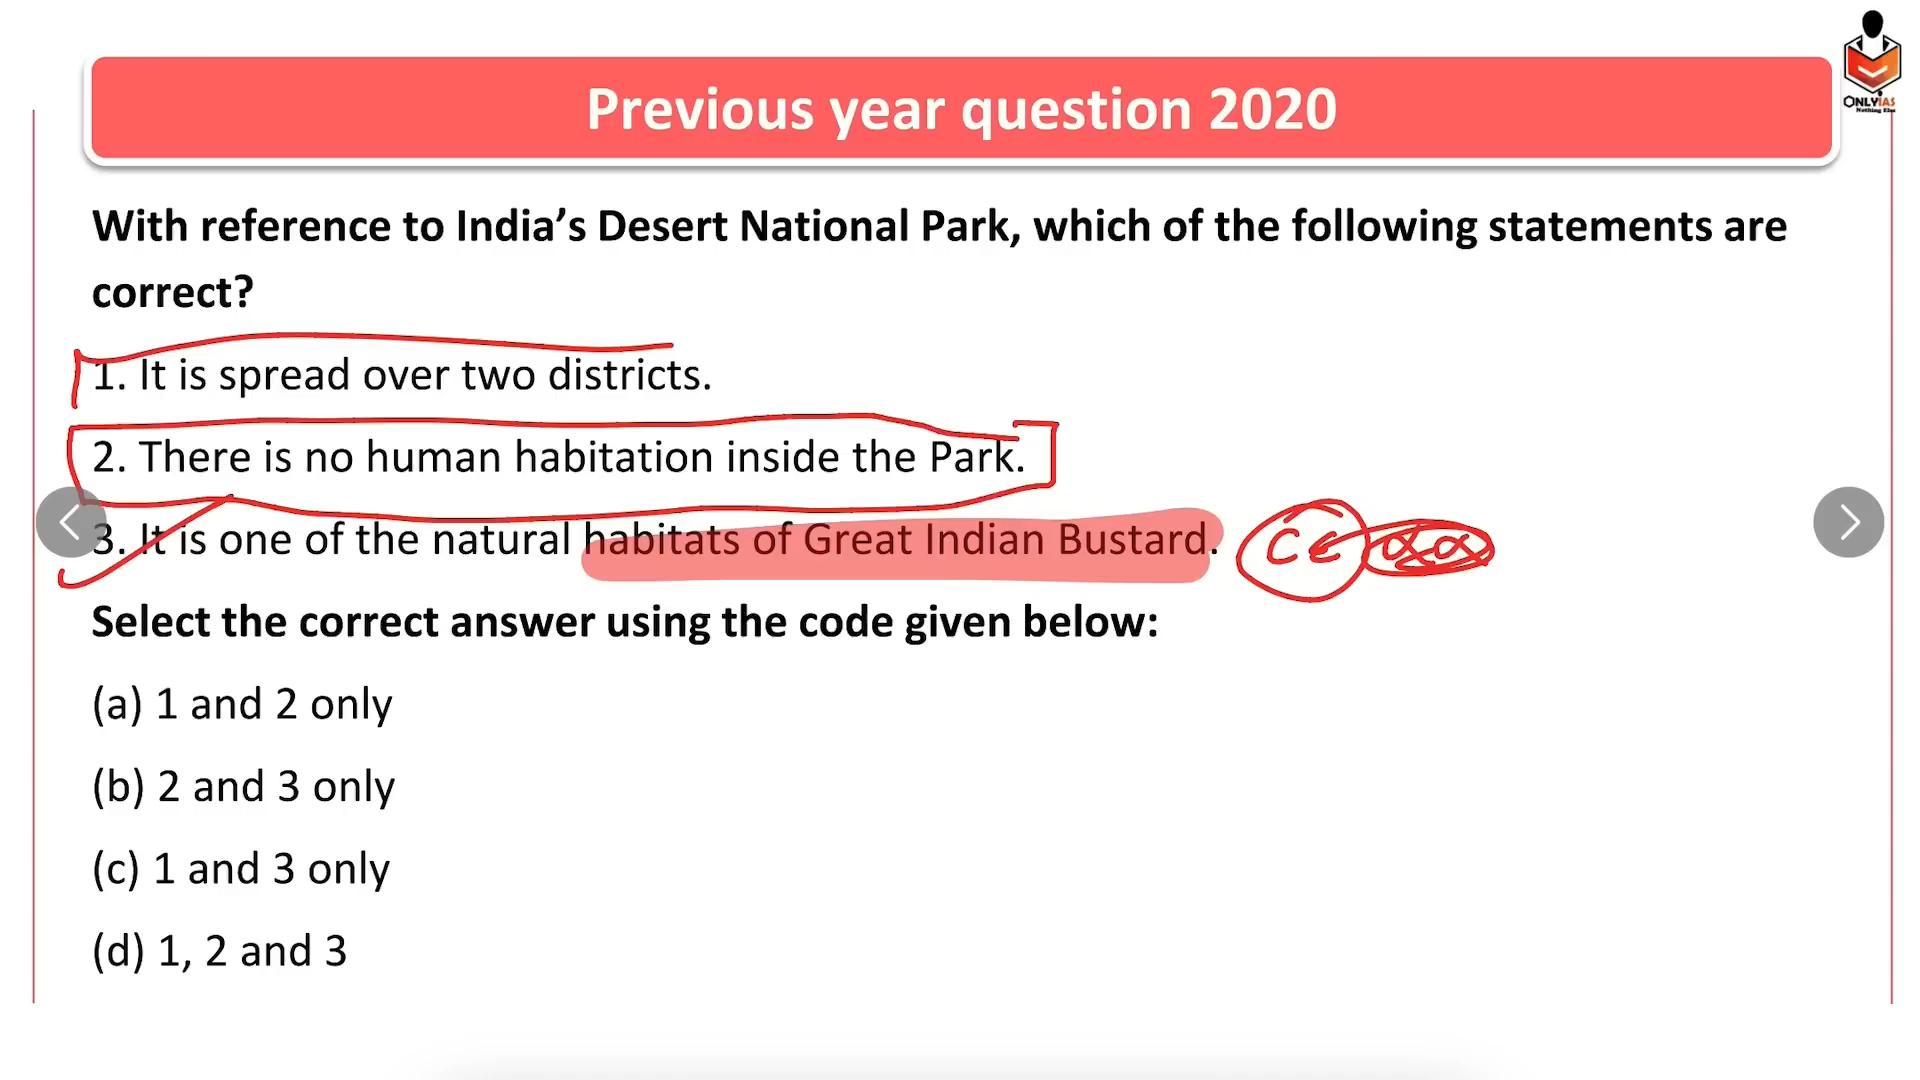 Previous year question 2020
ONLYIAS
Nothing Else
With reference to India’s Desert National Park, which of the following statements are
correct?
1. It is spread over two districts.
2. There is no human habitation inside the Park.
3. It is one of the natural habitats of Great Indian Bustard.
Select the correct answer using the code given below:
(a) 1 and 2 only
(b) 2 and 3 only
(c) 1 and 3 only
(d) 1, 2 and 3